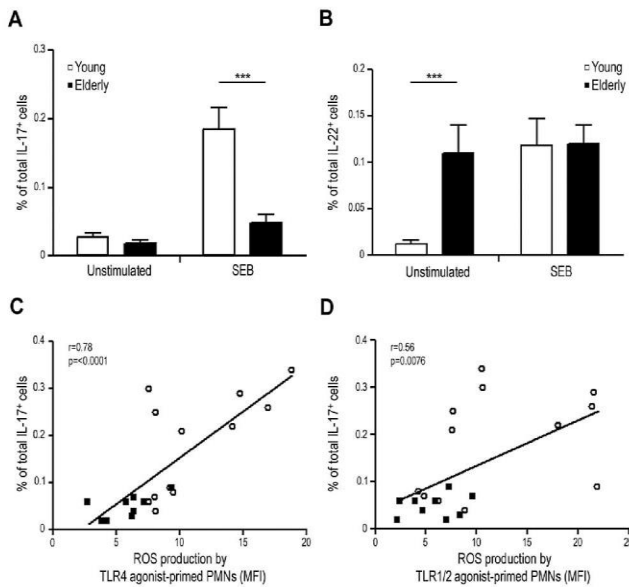 A
0.3
0.2
0.1
0
% of total IL-17+ cells
Young
Elderly
***
Unstimulated
SEB
B
0.2
0.15
0.1
0.05
0
% of total IL-22+ cells
Young
Elderly
***
Unstimulated
SEB
C
r=0.78
p=<0.0001
0.4
0.3
0.2
0.1
0
% of total IL-17+ cells
0
5
10
15
20
ROS production by
TLR4 agonist-primed PMNs (MFI)
D
r=0.56
p=0.0076
0.4
0.3
0.2
0.1
0
% of total IL-17+ cells
0
5
10
15
20
25
ROS production by
TLR1/2 agonist-primed PMNs (MFI)